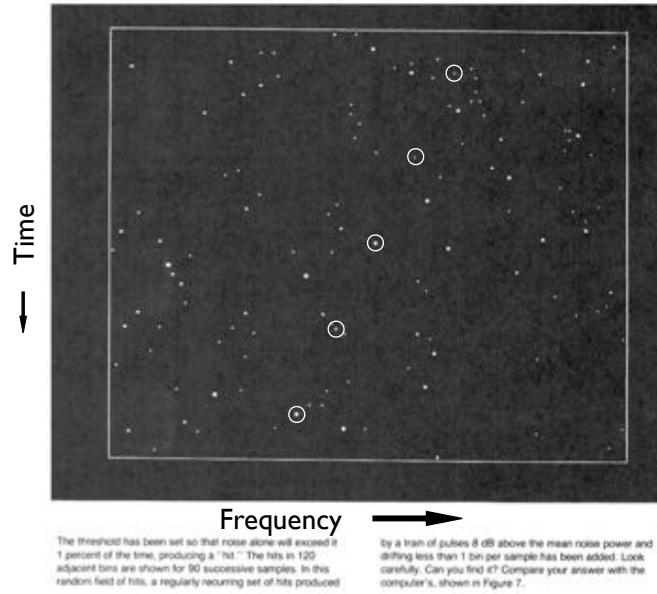 Time
Frequency
The threshold has been set so that noise alone will exceed it
1 percent of the time, producing a "hit." The hits in 120
adjacent bins are shown for 90 successive samples. In this
random field of hits, a regularly recurring set of hits produced
by a train of pulses 8 dB above the mean noise power and
drifting less than 1 bin per sample has been added. Look
carefully. Can you find it? Compare your answer with the
computer's, shown in Figure 7.